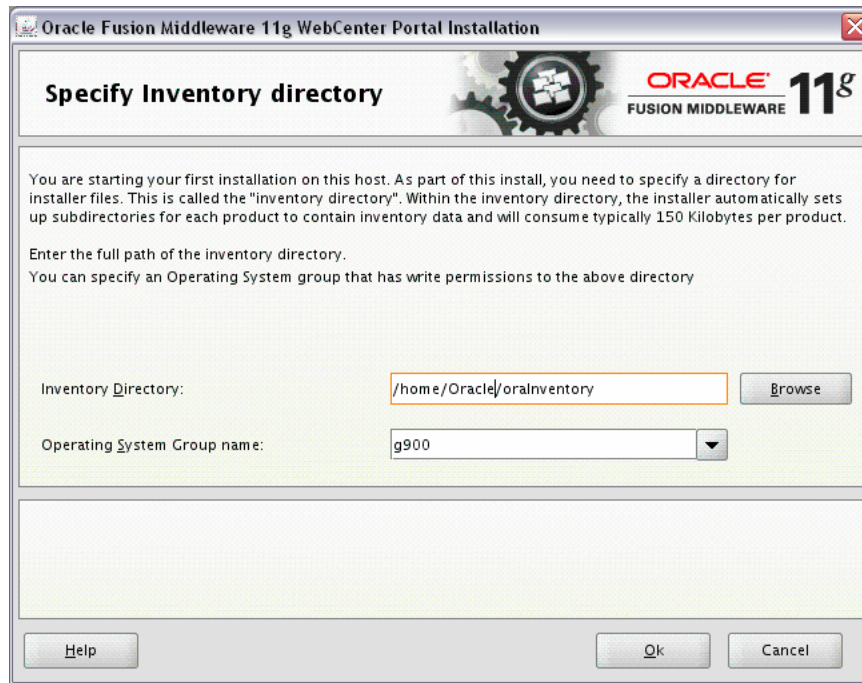 Oracle Fusion Middleware 11g WebCenter Portal Installation
Specify Inventory directory
ORACLE
FUSION MIDDLEWARE
11g
You are starting your first installation on this host. As part of this install, you need to specify a directory for
installer files. This is called the "inventory directory". Within the inventory directory, the installer automatically sets
up subdirectories for each product to contain inventory data and will consume typically 150 Kilobytes per product.
Enter the full path of the inventory directory.
You can specify an Operating System group that has write permissions to the above directory
Inventory Directory:
/home/Oracle/oraInventory
Browse
Operating System Group name:
g900
Help
Ok
Cancel